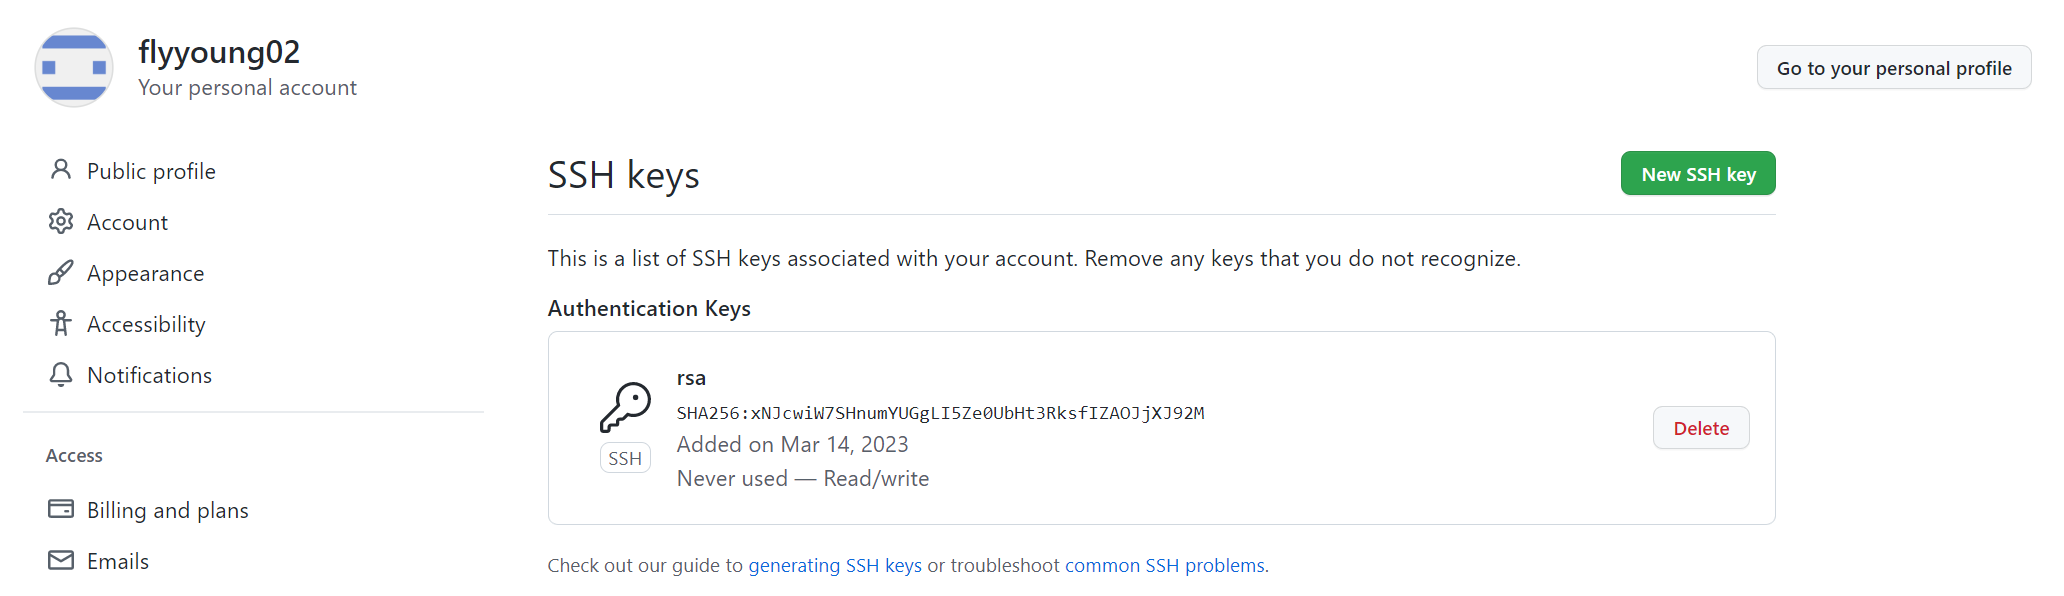 flyyoung02
Your personal account
Go to your personal profile
Public profile
Account
Appearance
Accessibility
Notifications
Access
Billing and plans
Emails
SSH keys
New SSH key
This is a list of SSH keys associated with your account. Remove any keys that you do not recognize.
Authentication Keys
rsa
SHA256:xNJcwiW7SHnumYUGgLI5Ze0UbHt3RksfIZAOJjXJ92M
Added on Mar 14, 2023
Never used — Read/write
SSH
Delete
Check out our guide to generating SSH keys or troubleshoot common SSH problems.